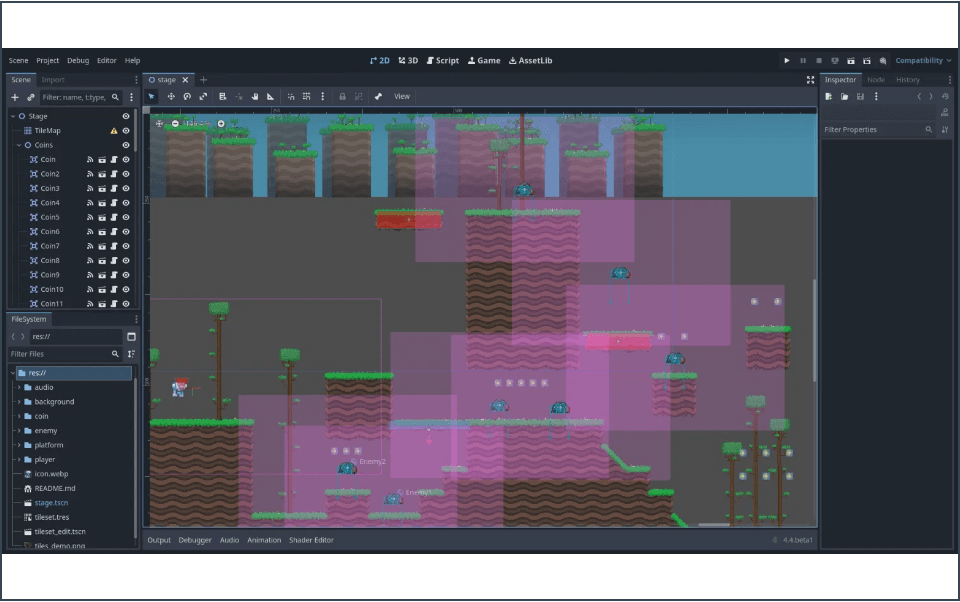 Scene Project Debug Editor Help
2D 3D Script Game AssetLib
Compatibility
Scene Import
stage
Inspector Node History
Filter: name, t:type,
View
Filter Properties
Stage
TileMap
Coins
Coin
Coin2
Coin3
Coin4
Coin5
Coin6
Coin7
Coin8
Coin9
Coin10
Coin11
FileSystem
res://
Filter Files
res://
audio
background
coin
enemy
platform
player
icon.webp
README.md
stage.tscn
tileset.tres
tileset_edit.tscn
tiles_demo.png
Enemy2
Output Debugger Audio Animation Shader Editor
4.4.beta1